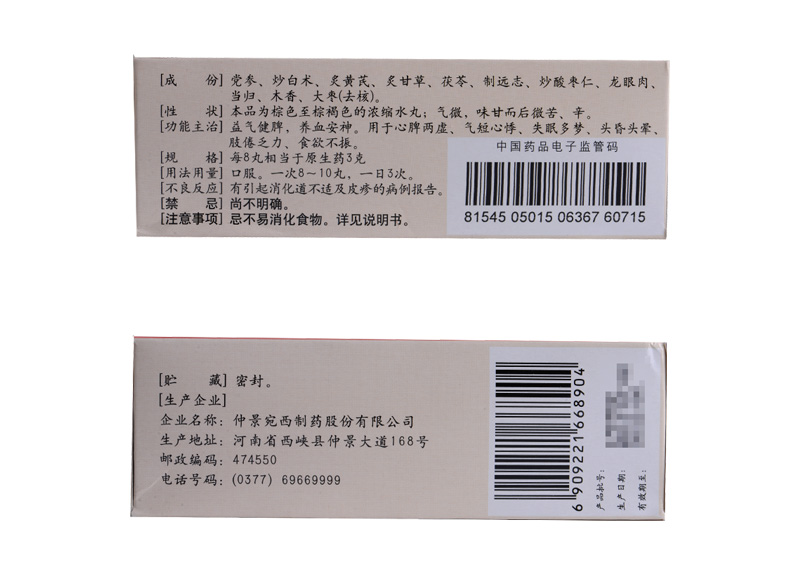 [成　份] 党参、炒白术、炙黄芪、炙甘草、茯苓、制远志、炒酸枣仁、龙眼肉、
当归、木香、大枣(去核)。
[性　状] 本品为棕色至棕褐色的浓缩水丸；气微，味甘而后微苦、辛。
[功能主治] 益气健脾，养血安神。用于心脾两虚、气短心悸、失眠多梦、头昏头晕、
肢倦乏力、食欲不振。
[规　格] 每8丸相当于原生药3克
[用法用量] 口服。一次8～10丸，一日3次。
[不良反应] 有引起消化道不适及皮疹的病例报告。
[禁　忌] 尚不明确。
[注意事项] 忌不易消化食物。详见说明书。
中国药品电子监管码
81545 05015 06367 60715
[贮　藏] 密封。
[生产企业]
企业名称：仲景宛西制药股份有限公司
生产地址：河南省西峡县仲景大道168号
邮政编码：474550
电话号码：(0377) 69669999
6 909221 668904
产品批号：
生产日期：
有效期至：